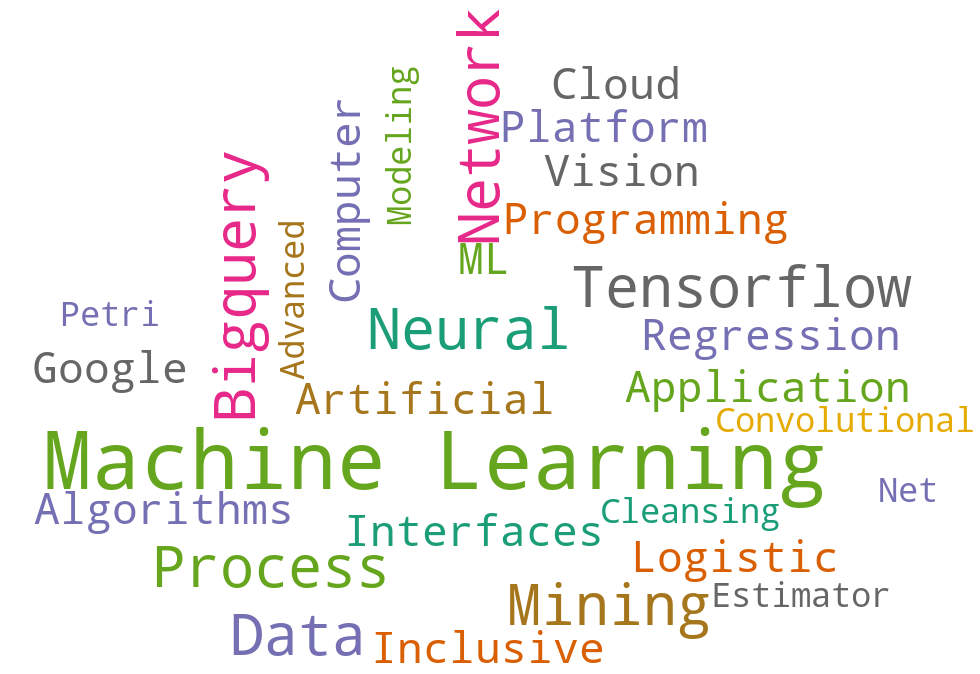 Network
Cloud
Modeling
Computer
Platform
Vision
Bigquery
Programming
Advanced
ML
Tensorflow
Petri
Neural
Regression
Google
Artificial
Application
Convolutional
Machine Learning
Net
Algorithms
Cleansing
Interfaces
Logistic
Process
Estimator
Mining
Data
Inclusive